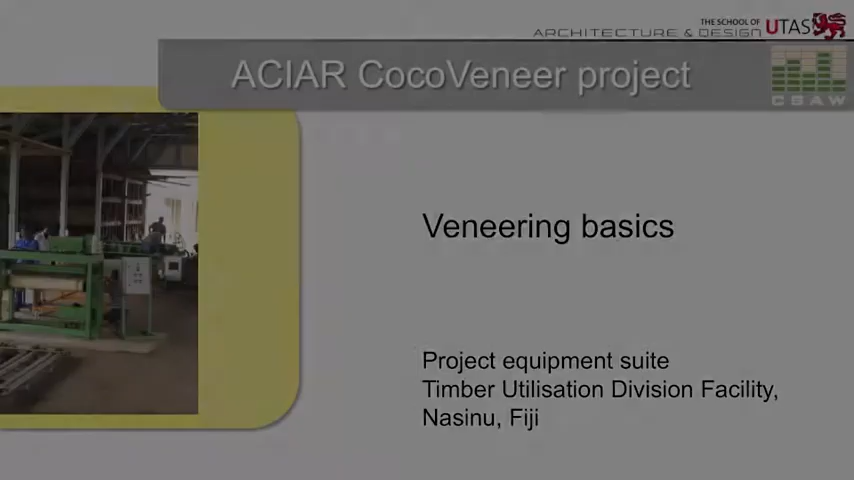 THE SCHOOL OF
ARCHITECTURE & DESIGN UTAS
ACIAR CocoVeneer project
CSAW
Veneering basics
Project equipment suite
Timber Utilisation Division Facility,
Nasinu, Fiji